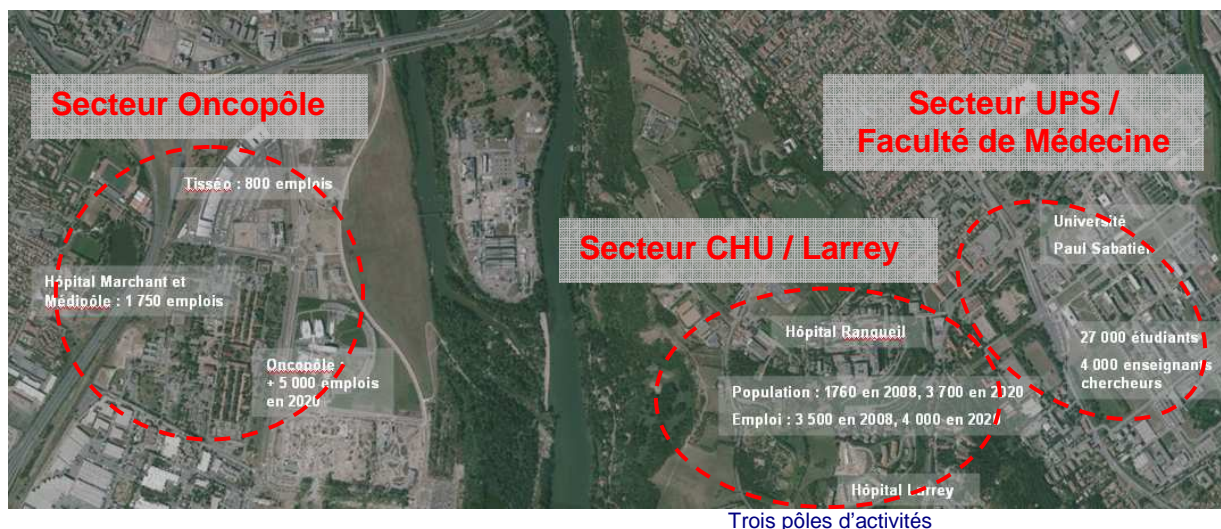 Secteur Oncopôle
Tisséo : 800 emplois
Hôpital Marchant et
Médipôle : 1 750 emplois
Oncopôle :
+ 5 000 emplois
en 2020
Secteur CHU / Larrey
Hôpital Rangueil
Population : 1760 en 2008, 3 700 en 2020
Emploi : 3 500 en 2008, 4 000 en 2020
Hôpital Larrey
Secteur UPS /
Faculté de Médecine
Université
Paul Sabatier
27 000 étudiants
4 000 enseignants
chercheurs
Trois pôles d'activités